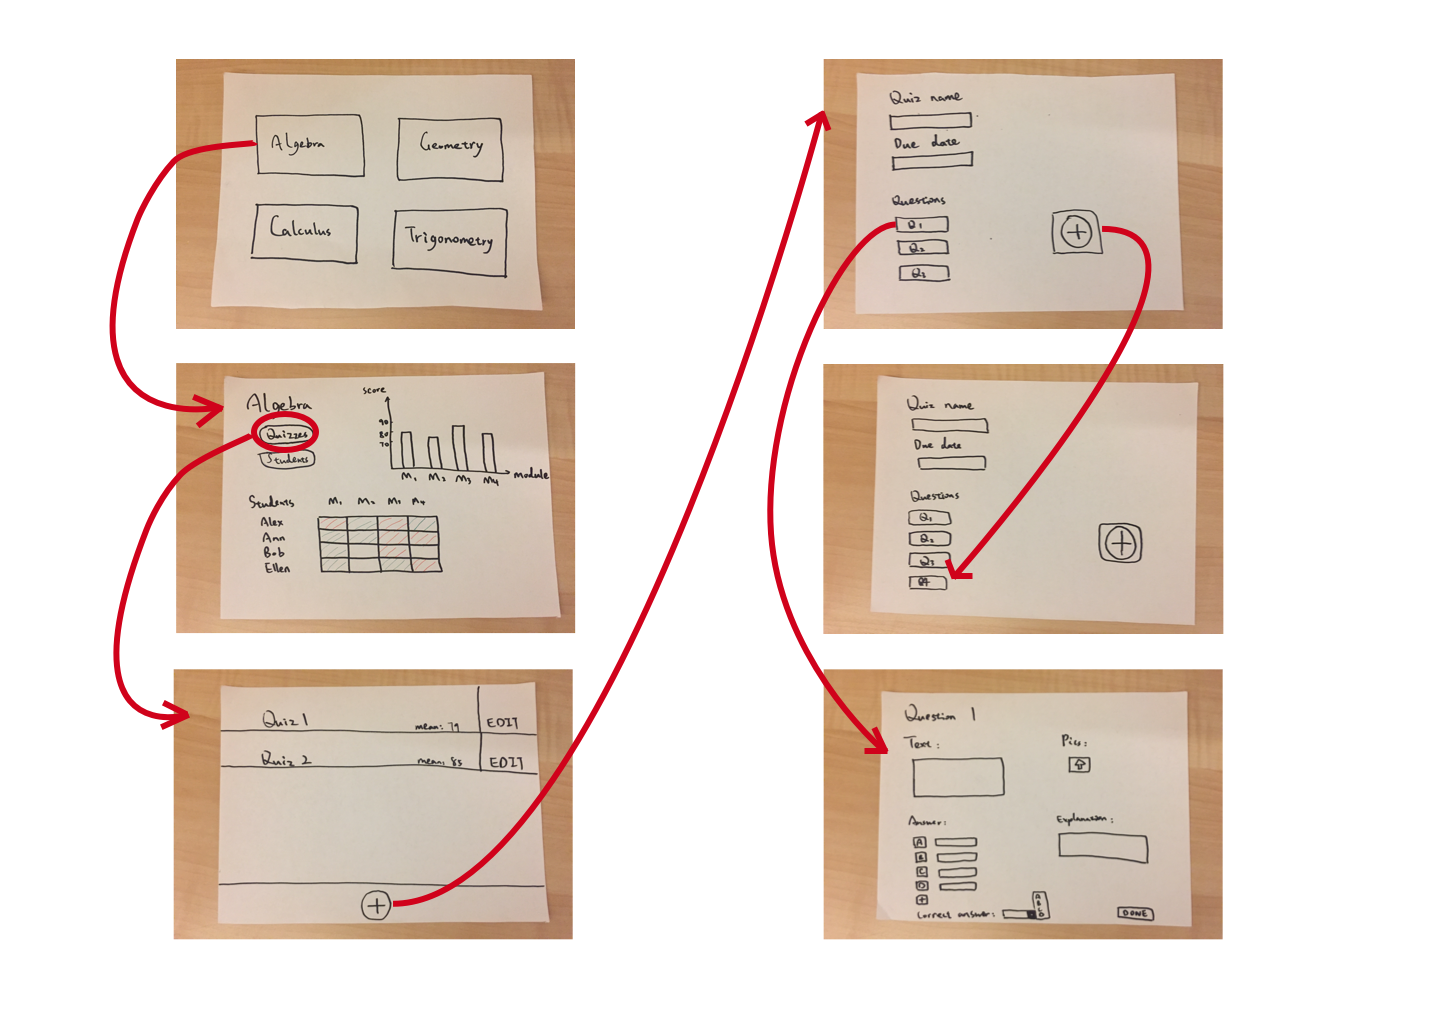 Algebra
Geometry
Calculus
Trigonometry
Algebra
Quizzes
Students
Score
90
80
70
M1 M2 M3 M4
module
Students M1 M2 M3 M4
Alex
Ann
Bob
Ellen
Quiz 1 mean: 79 EDIT
Quiz 2 mean: 85 EDIT
+
Quiz name
Due date
Questions
Q1
Q2
Q3
+
Quiz name
Due date
Questions
Q1
Q2
Q3
Q4
+
Question 1
Text:
Pics:
Answer:
Explanation:
A
B
C
D
+
Correct answer:
A
B
C
D
DONE